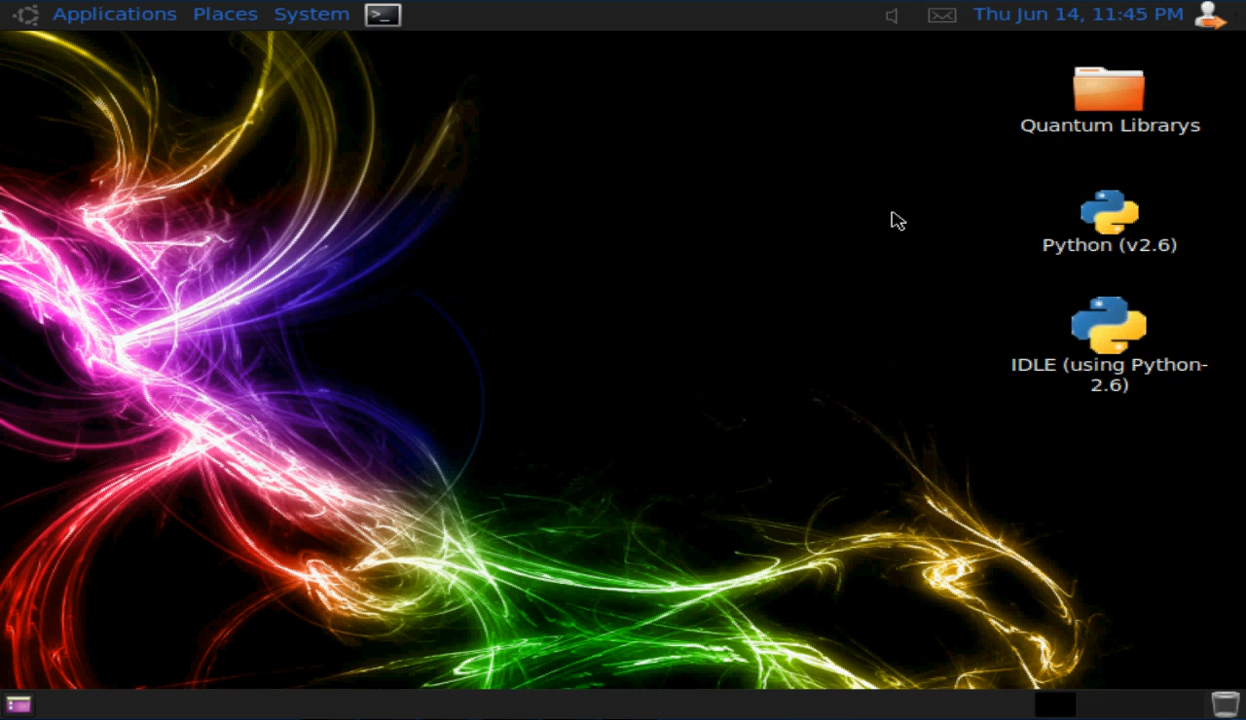 Applications Places System >_ Thu Jun 14, 11:45 PM
Quantum Librarys
Python (v2.6)
IDLE (using Python-
2.6)